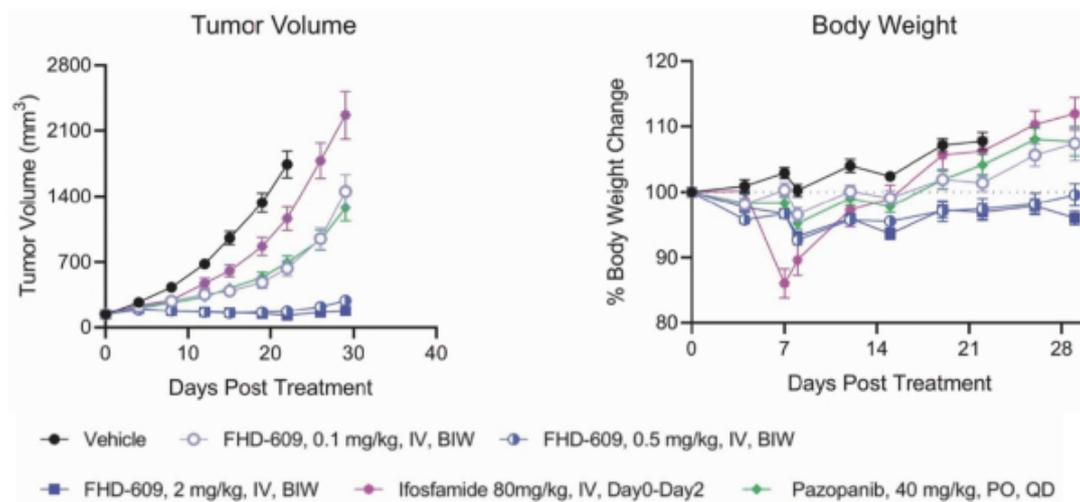 Tumor Volume
Body Weight
Tumor Volume (mm³)
2800
2100
1400
700
0
0 10 20 30 40
Days Post Treatment
% Body Weight Change
120
110
100
90
80
0 7 14 21 28
Days Post Treatment
Vehicle FHD-609, 0.1 mg/kg, IV, BIW FHD-609, 0.5 mg/kg, IV, BIW
FHD-609, 2 mg/kg, IV, BIW Ifosfamide 80mg/kg, IV, Day0-Day2 Pazopanib, 40 mg/kg, PO, QD